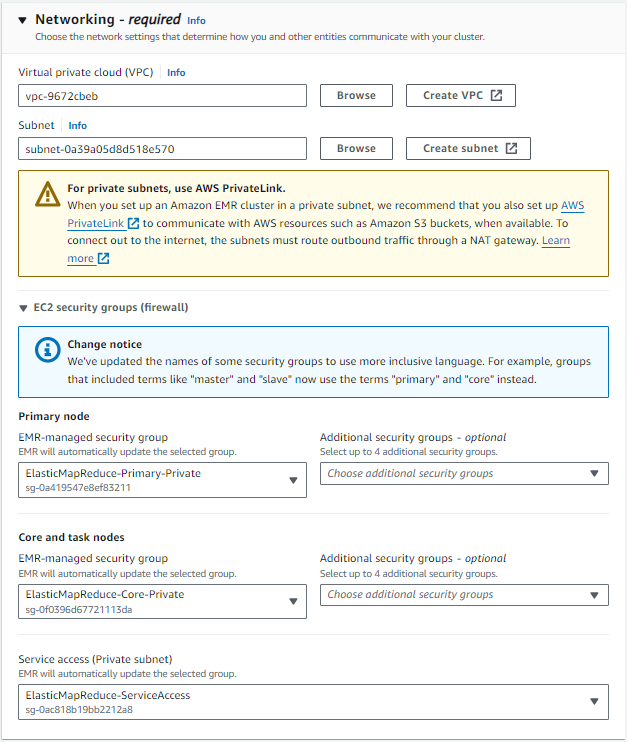 Networking - required Info
Choose the network settings that determine how you and other entities communicate with your cluster.
Virtual private cloud (VPC) Info
vpc-9672cbeb Browse Create VPC
Subnet Info
subnet-0a39a05d8d518e570 Browse Create subnet
For private subnets, use AWS PrivateLink.
When you set up an Amazon EMR cluster in a private subnet, we recommend that you also set up AWS
PrivateLink to communicate with AWS resources such as Amazon S3 buckets, when available. To
connect out to the internet, the subnets must route outbound traffic through a NAT gateway. Learn
more
EC2 security groups (firewall)
Change notice
We've updated the names of some security groups to use more inclusive language. For example, groups
that included terms like "master" and "slave" now use the terms "primary" and "core" instead.
Primary node
EMR-managed security group
EMR will automatically update the selected group.
ElasticMapReduce-Primary-Private
sg-0a419547e8ef83211
Additional security groups - optional
Select up to 4 additional security groups.
Choose additional security groups
Core and task nodes
EMR-managed security group
EMR will automatically update the selected group.
ElasticMapReduce-Core-Private
sg-0f0396d67721113da
Additional security groups - optional
Select up to 4 additional security groups.
Choose additional security groups
Service access (Private subnet)
EMR will automatically update the selected group.
ElasticMapReduce-ServiceAccess
sg-0ac818b19bb2212a8